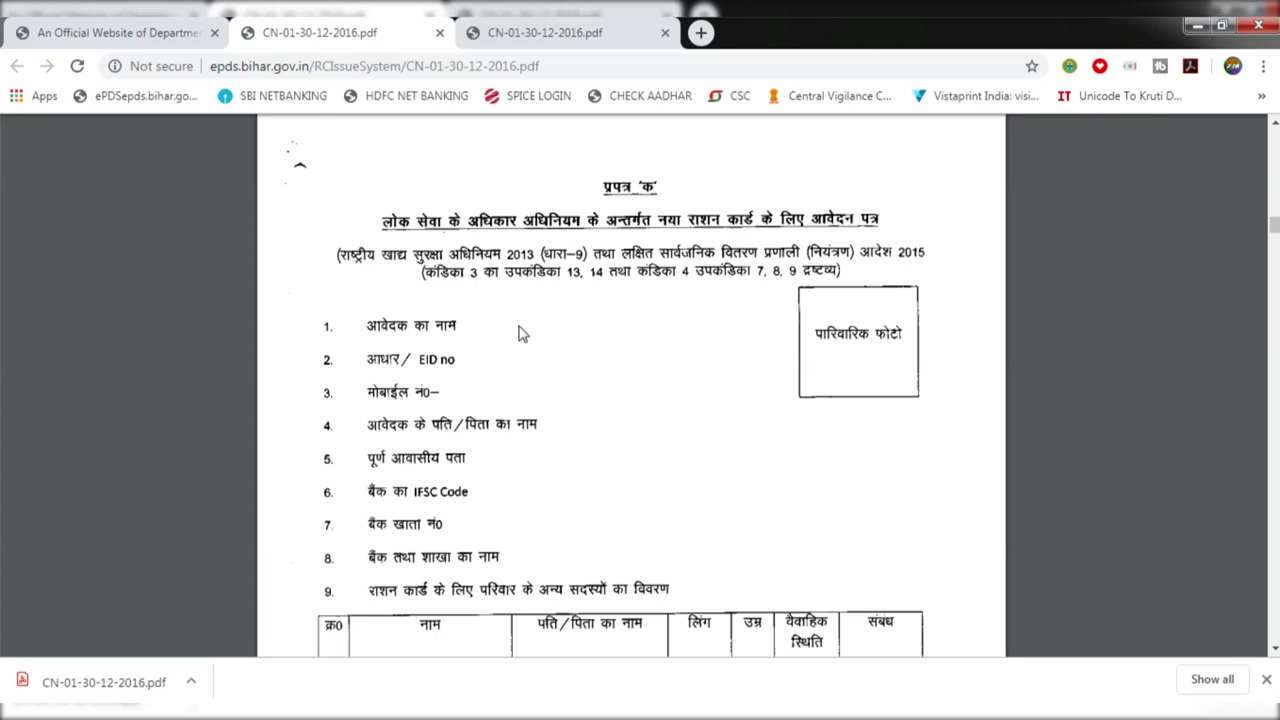 An Official Website of Departme
CN-01-30-12-2016.pdf
CN-01-30-12-2016.pdf
Not secure
epds.bihar.gov.in/RCIssueSystem/CN-01-30-12-2016.pdf
Apps
ePDSepds.bihar.go...
SBI NETBANKING
HDFC NET BANKING
SPICE LOGIN
CHECK AADHAR
CSC
Central Vigilance C...
Vistaprint India: visi...
IT Unicode To Kruti D...
»
प्रपत्र 'क'
लोक सेवा के अधिकार अधिनियम के अन्तर्गत नया राशन कार्ड के लिए आवेदन पत्र
(राष्ट्रीय खाद्य सुरक्षा अधिनियम 2013 (धारा-9) तथा लक्षित सार्वजनिक वितरण प्रणाली (नियंत्रण) आदेश 2015
(कंडिका 3 का उपकंडिका 13, 14 तथा कंडिका 4 उपकंडिका 7, 8, 9 द्रष्टव्य)
पारिवारिक फोटो
1. आवेदक का नाम
2. आधार/ EID no
3. मोबाईल नं0-
4. आवेदक के पति/पिता का नाम
5. पूर्ण आवासीय पता
6. बैंक का IFSC Code
7. बैंक खाता नं0
8. बैंक तथा शाखा का नाम
9. राशन कार्ड के लिए परिवार के अन्य सदस्यों का विवरण
क्र0 नाम पति/पिता का नाम लिंग उम्र वैवाहिक स्थिति संबंध
CN-01-30-12-2016.pdf
Show all